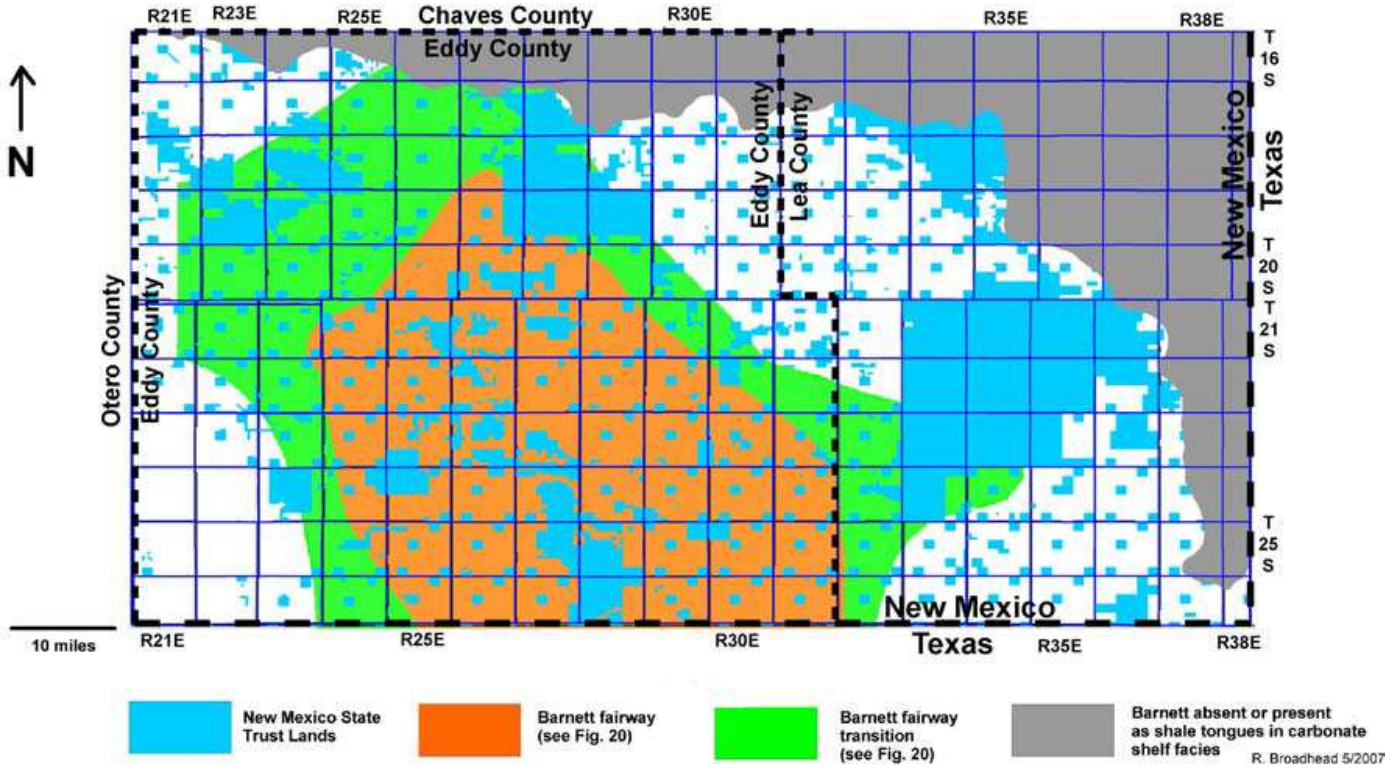 R21E
R23E
R25E
Chaves County
R30E
R35E
R38E
Eddy County
T
16
S
N
Eddy County
Lea County
New Mexico
Texas
T
20
S
T
21
S
Otero County
Eddy County
T
25
S
New Mexico
Texas
10 miles
R21E
R25E
R30E
R35E
R38E
New Mexico State
Trust Lands
Barnett fairway
(see Fig. 20)
Barnett fairway
transition
(see Fig. 20)
Barnett absent or present
as shale tongues in carbonate
shelf facies
R. Broadhead 5/2007